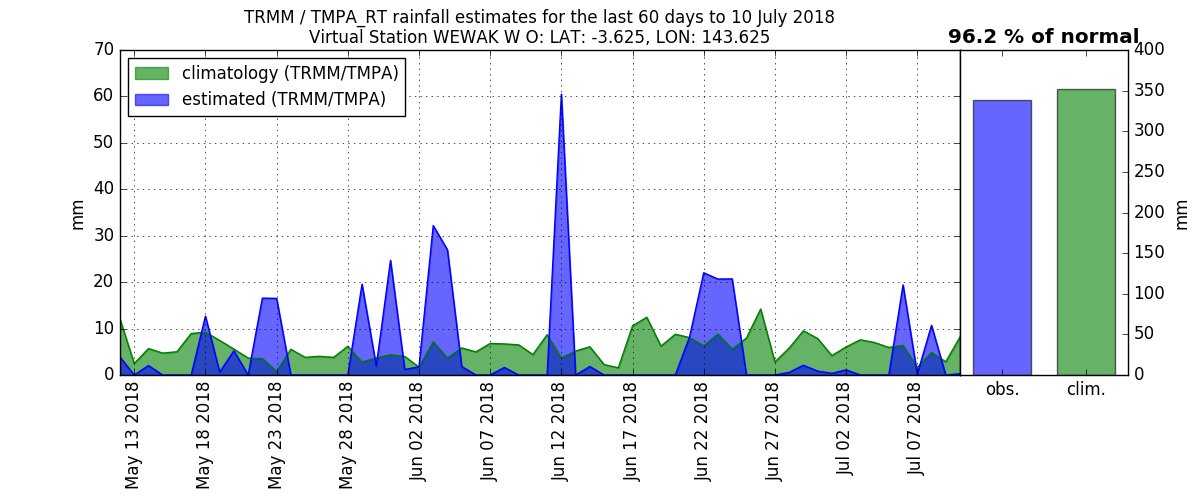 TRMM / TMPA_RT rainfall estimates for the last 60 days to 10 July 2018
Virtual Station WEWAK W O: LAT: -3.625, LON: 143.625
96.2 % of normal
climatology (TRMM/TMPA)
estimated (TRMM/TMPA)
mm
70
60
50
40
30
20
10
0
May 13 2018
May 18 2018
May 23 2018
May 28 2018
Jun 02 2018
Jun 07 2018
Jun 12 2018
Jun 17 2018
Jun 22 2018
Jun 27 2018
Jul 02 2018
Jul 07 2018
400
350
300
250
200
150
100
50
0
mm
obs.
clim.